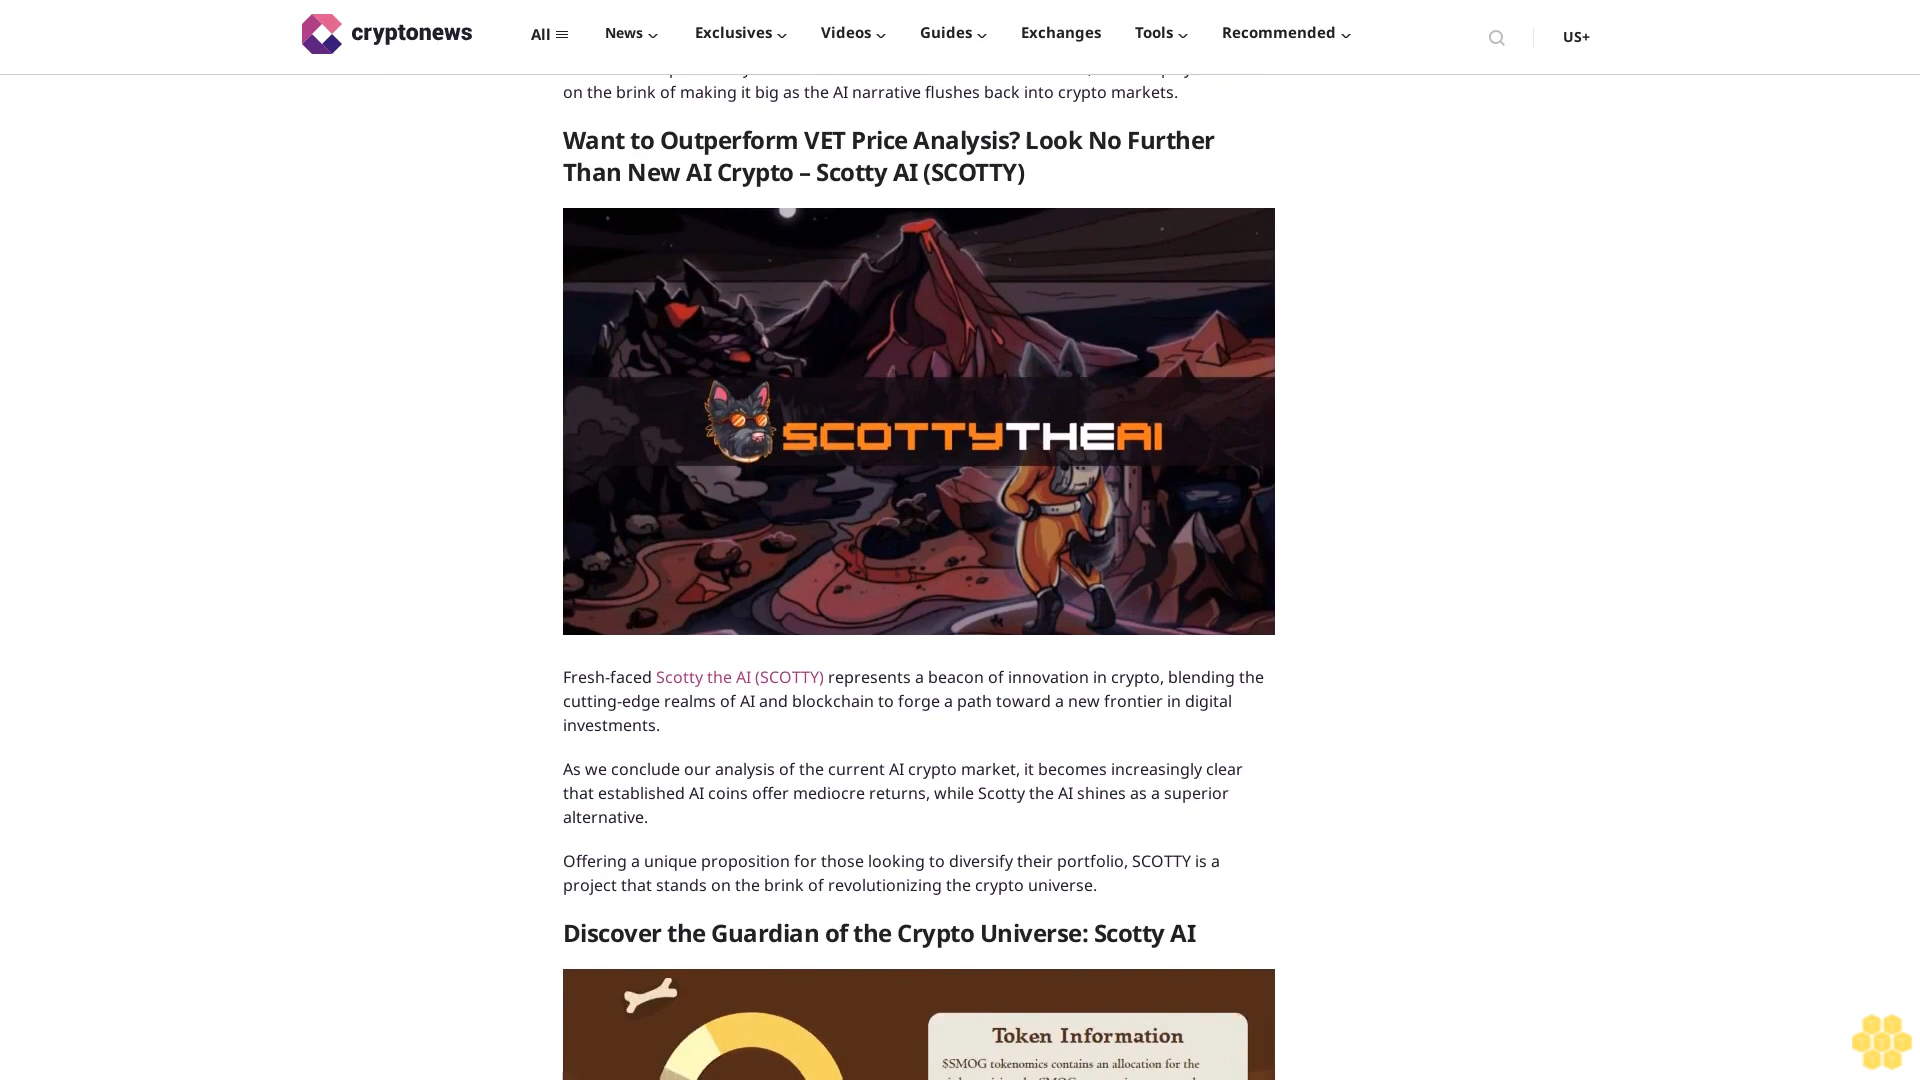 cryptonews
All
News
Exclusives
Videos
Guides
Exchanges
Tools
Recommended
US+
on the brink of making it big as the AI narrative flushes back into crypto markets.
Want to Outperform VET Price Analysis? Look No Further
Than New AI Crypto – Scotty AI (SCOTTY)
SCOTTYTHEAI
Fresh-faced Scotty the AI (SCOTTY) represents a beacon of innovation in crypto, blending the
cutting-edge realms of AI and blockchain to forge a path toward a new frontier in digital
investments.
As we conclude our analysis of the current AI crypto market, it becomes increasingly clear
that established AI coins offer mediocre returns, while Scotty the AI shines as a superior
alternative.
Offering a unique proposition for those looking to diversify their portfolio, SCOTTY is a
project that stands on the brink of revolutionizing the crypto universe.
Discover the Guardian of the Crypto Universe: Scotty AI
Token Information
$SMOG tokenomics contains an allocation for the